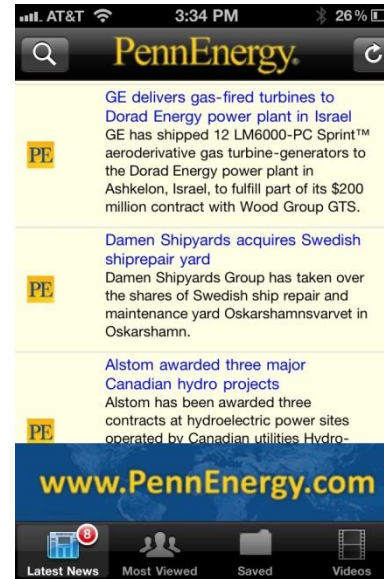 AT&T 3:34 PM 26%
PennEnergy®
GE delivers gas-fired turbines to
Dorad Energy power plant in Israel
GE has shipped 12 LM6000-PC Sprint™
aeroderivative gas turbine-generators to
the Dorad Energy power plant in
Ashkelon, Israel, to fulfill part of its $200
million contract with Wood Group GTS.
PE
Damen Shipyards acquires Swedish
shiprepair yard
Damen Shipyards Group has taken over
the shares of Swedish ship repair and
maintenance yard Oskarshamnsvarvet in
Oskarshamn.
PE
Alstom awarded three major
Canadian hydro projects
Alstom has been awarded three
contracts at hydroelectric power sites
operated by Canadian utilities Hydro-
PE
www.PennEnergy.com
8
Latest News Most Viewed Saved Videos